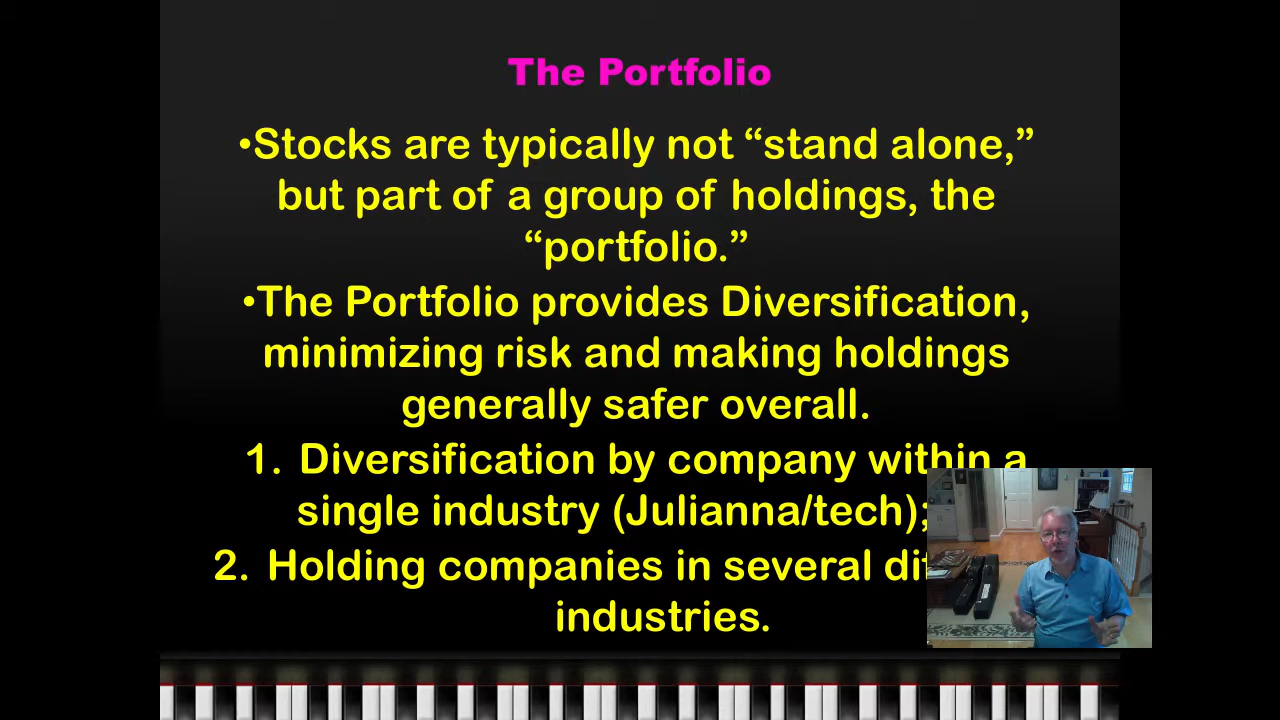 The Portfolio
•Stocks are typically not “stand alone,”
but part of a group of holdings, the
“portfolio.”
•The Portfolio provides Diversification,
minimizing risk and making holdings
generally safer overall.
1. Diversification by company within a
single industry (Julianna/tech);
2. Holding companies in several
industries.